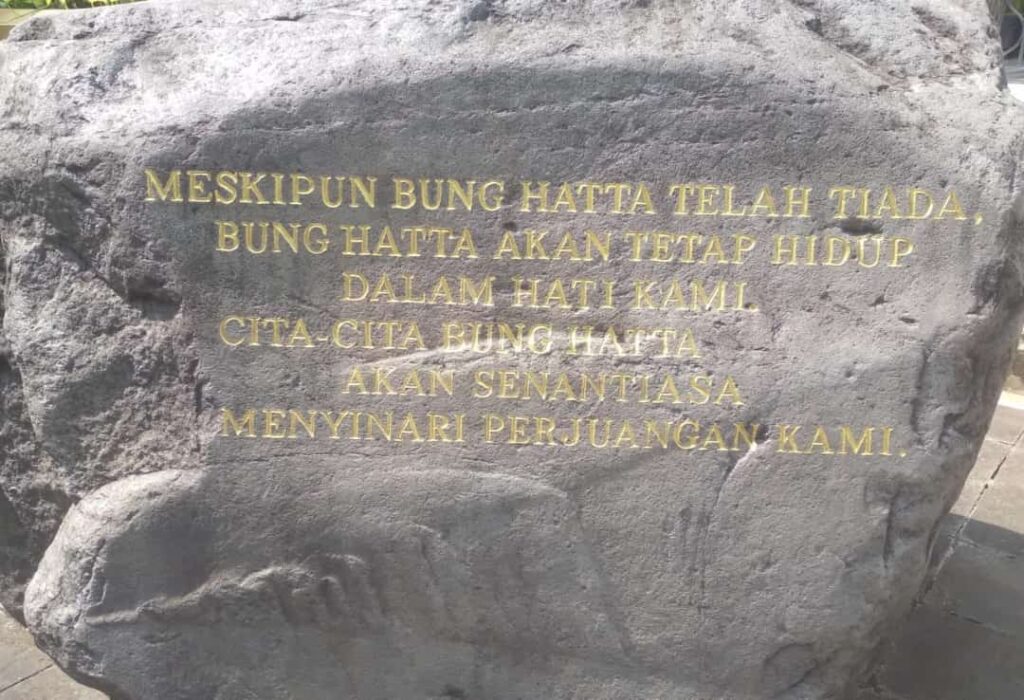 MESKIPUN BUNG HATTA TELAH TIADA,
BUNG HATTA AKAN TETAP HIDUP
DALAM HATI KAMI.
CITA-CITA BUNG HATTA
AKAN SENANTIASA
MENYINARI PERJUANGAN KAMI.